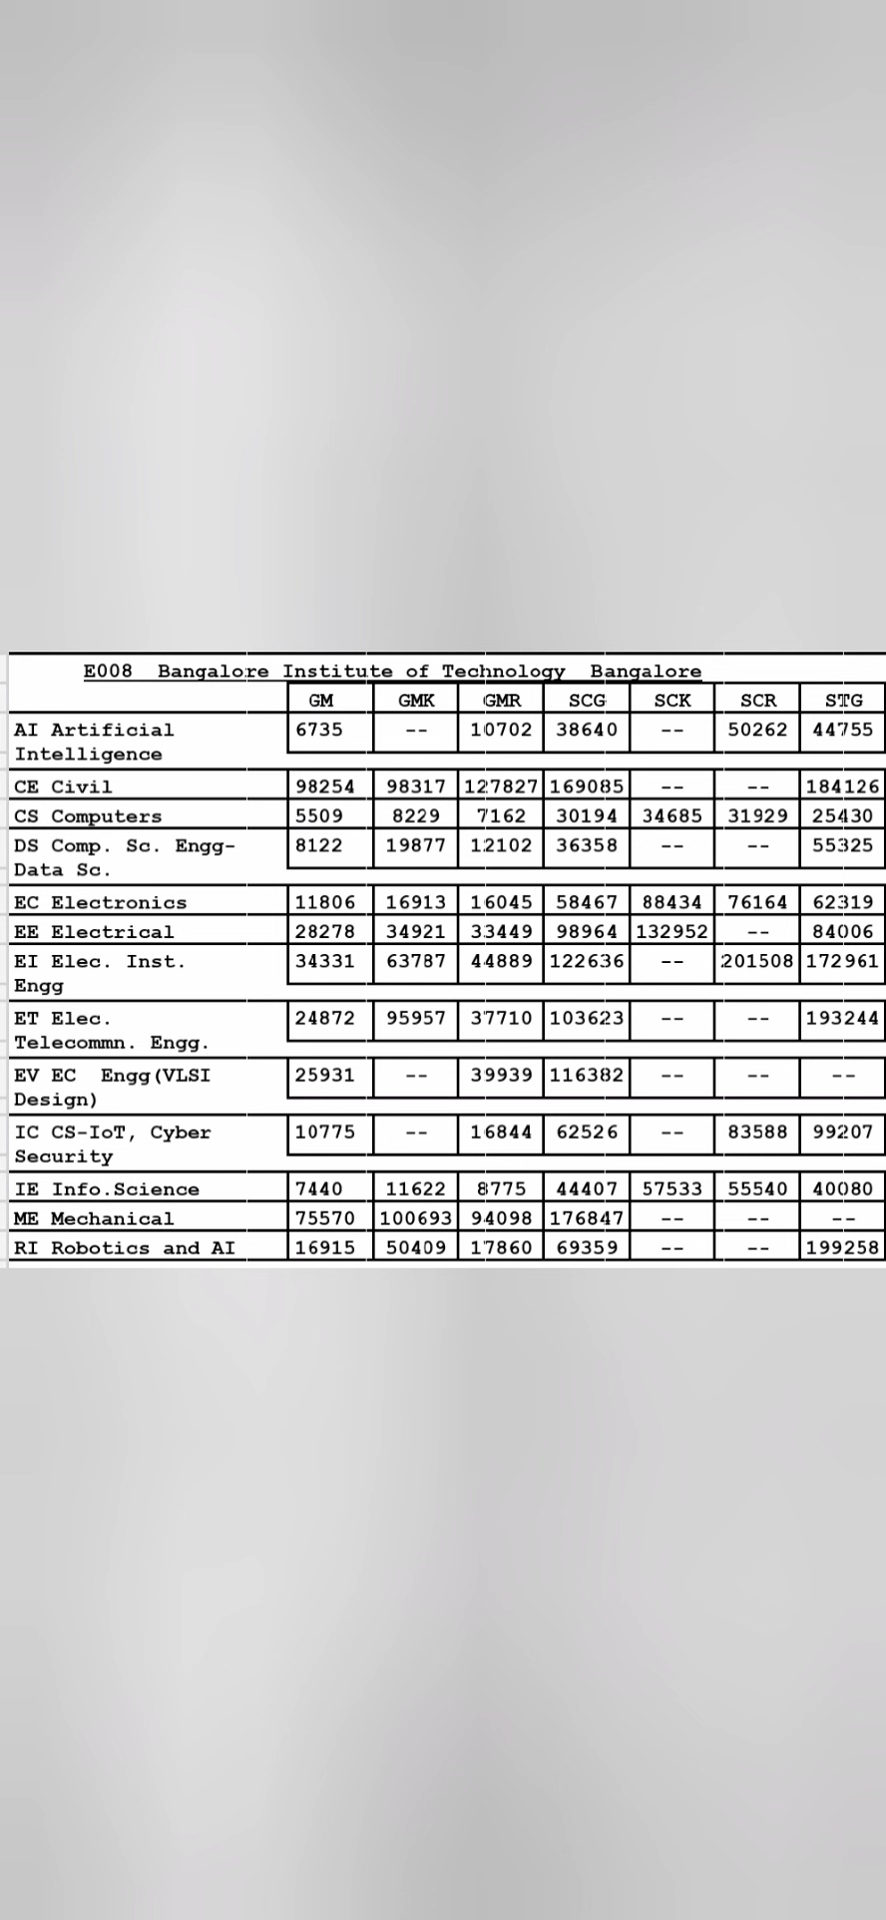 E008 Bangalore Institute of Technology Bangalore
GM GMK GMR SCG SCK SCR STG
AI Artificial 6735 -- 10702 38640 -- 50262 44755
Intelligence
CE Civil 98254 98317 127827 169085 -- -- 184126
CS Computers 5509 8229 7162 30194 34685 31929 25430
DS Comp. Sc. Engg- 8122 19877 12102 36358 -- -- 55325
Data Sc.
EC Electronics 11806 16913 16045 58467 88434 76164 62319
EE Electrical 28278 34921 33449 98964 132952 -- 84006
EI Elec. Inst. 34331 63787 44889 122636 -- 201508 172961
Engg
ET Elec. 24872 95957 37710 103623 -- -- 193244
Telecommn. Engg.
EV EC Engg(VLSI 25931 -- 39939 116382 -- -- --
Design)
IC CS-IoT, Cyber 10775 -- 16844 62526 -- 83588 99207
Security
IE Info.Science 7440 11622 8775 44407 57533 55540 40080
ME Mechanical 75570 100693 94098 176847 -- -- --
RI Robotics and AI 16915 50409 17860 69359 -- -- 199258